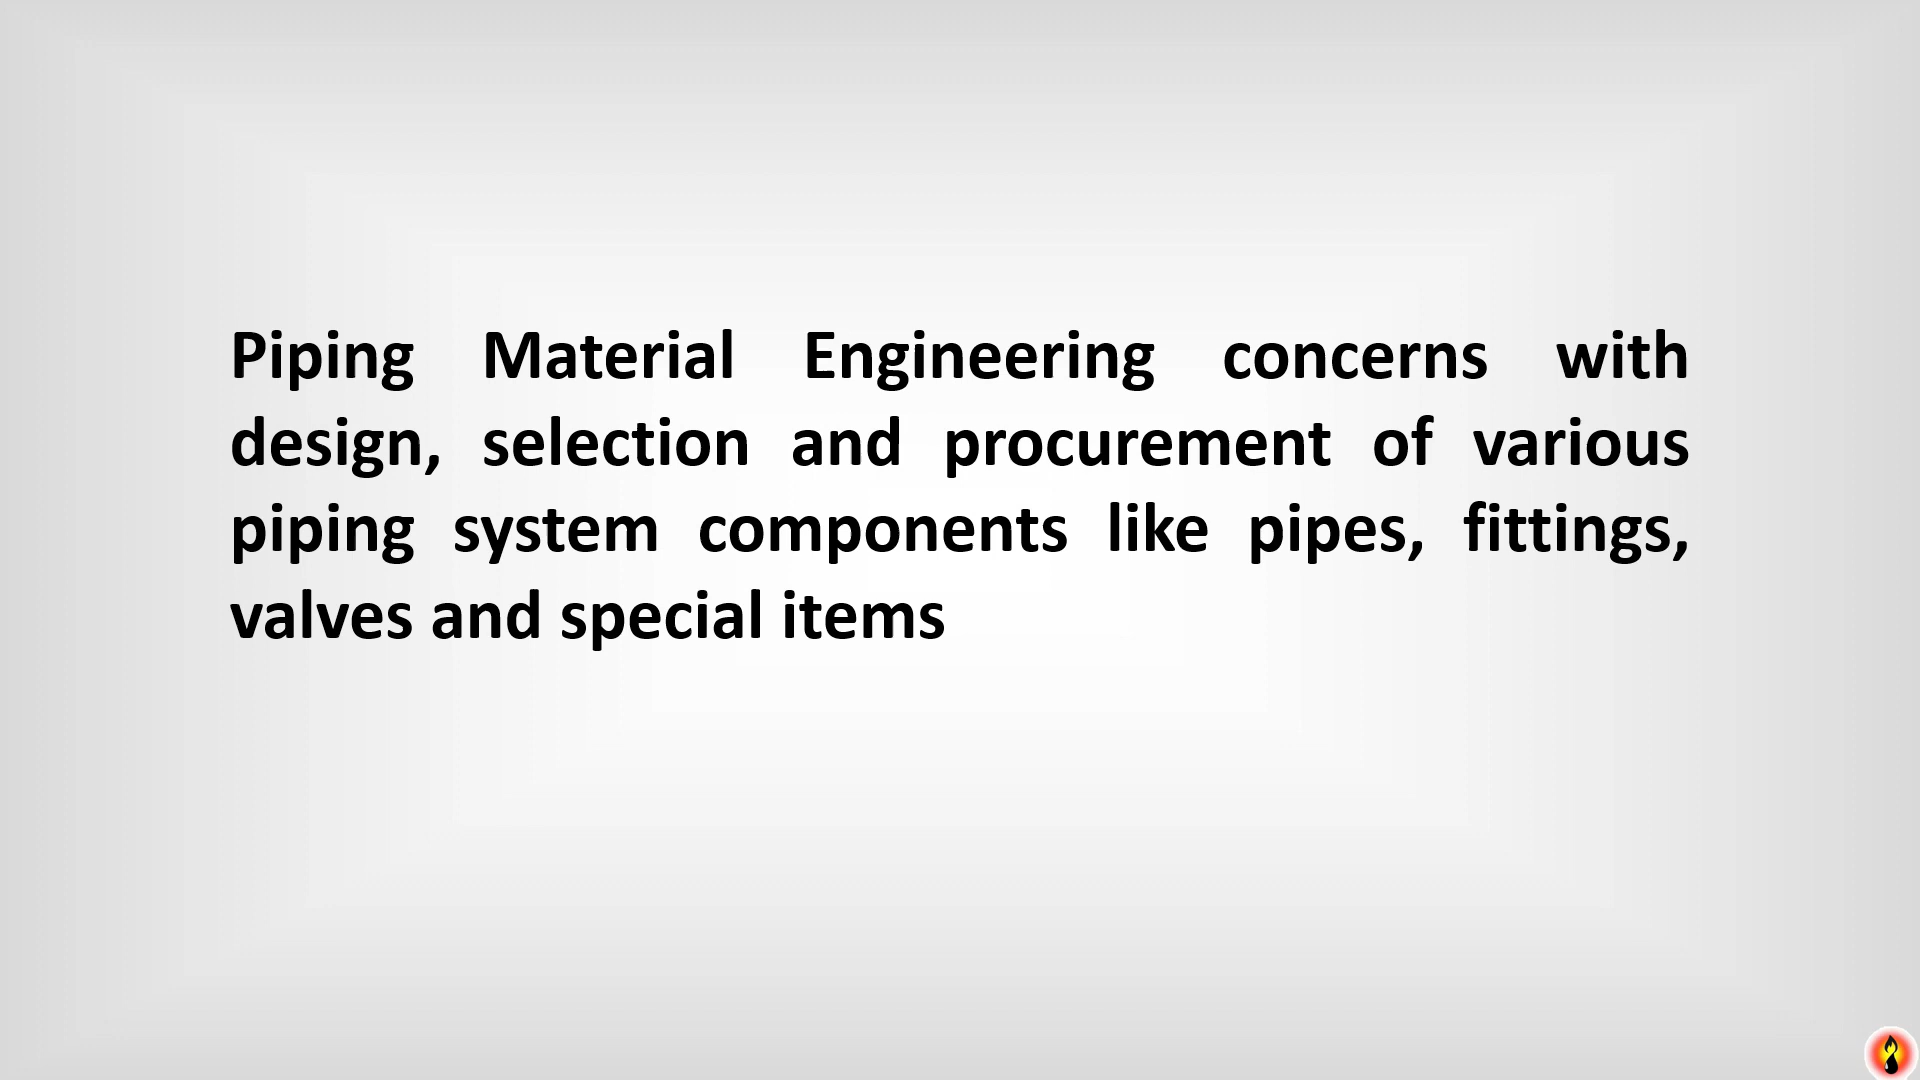 Piping Material Engineering concerns with
design, selection and procurement of various
piping system components like pipes, fittings,
valves and special items